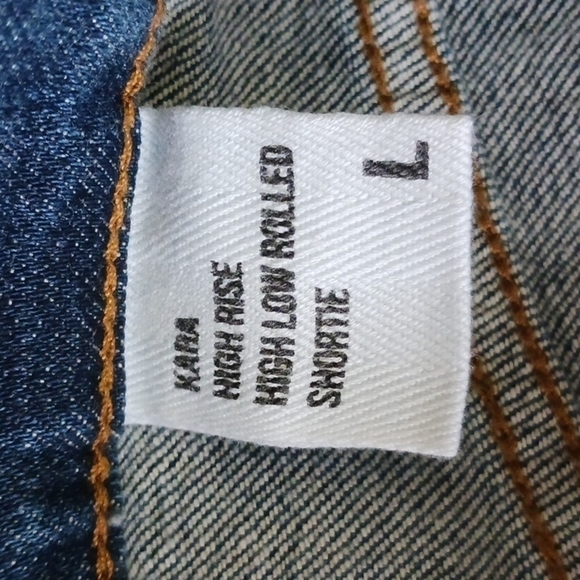 KARA
HIGH RISE
HIGH LOW ROLLED
SHORTIE
L